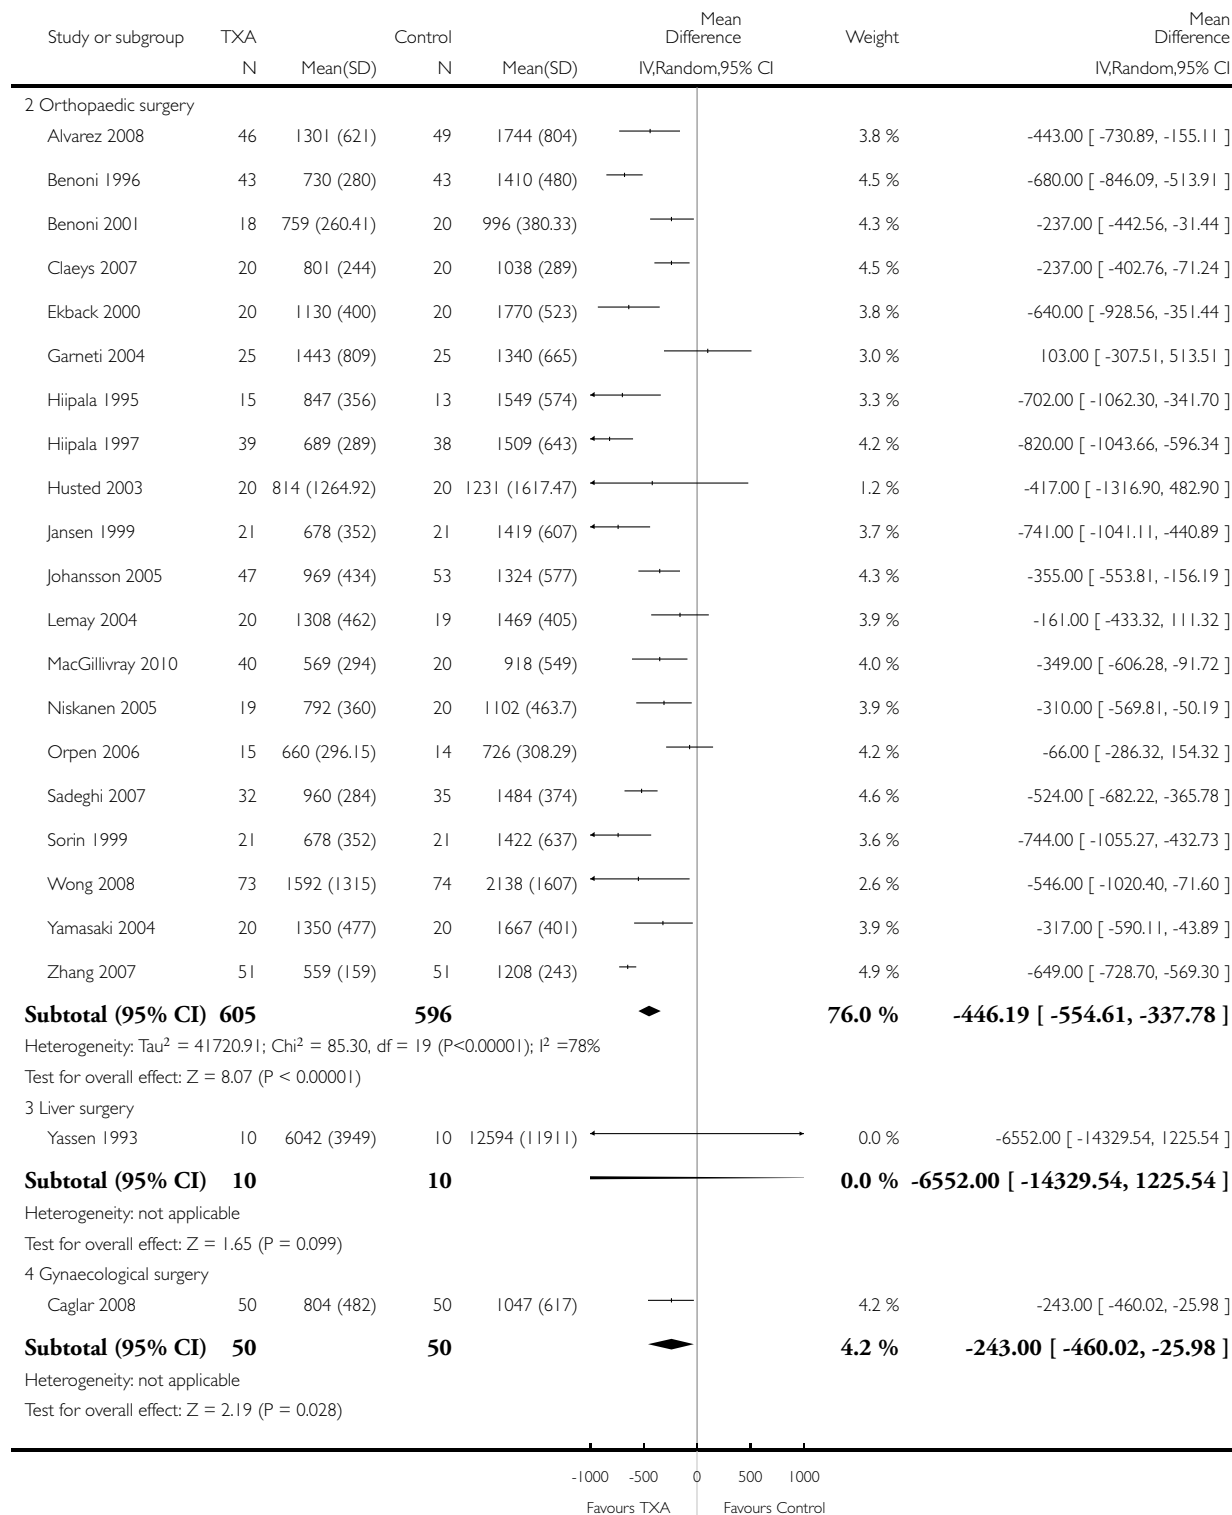 Study or subgroup TXA Control Mean Difference Weight Mean Difference
N Mean(SD) N Mean(SD) IV,Random,95% CI IV,Random,95% CI
2 Orthopaedic surgery
Alvarez 2008 46 1301 (621) 49 1744 (804) 3.8 % -443.00 [ -730.89, -155.11 ]
Benoni 1996 43 730 (280) 43 1410 (480) 4.5 % -680.00 [ -846.09, -513.91 ]
Benoni 2001 18 759 (260.41) 20 996 (380.33) 4.3 % -237.00 [ -442.56, -31.44 ]
Claeys 2007 20 801 (244) 20 1038 (289) 4.5 % -237.00 [ -402.76, -71.24 ]
Ekback 2000 20 1130 (400) 20 1770 (523) 3.8 % -640.00 [ -928.56, -351.44 ]
Garneti 2004 25 1443 (809) 25 1340 (665) 3.0 % 103.00 [ -307.51, 513.51 ]
Hiipala 1995 15 847 (356) 13 1549 (574) 3.3 % -702.00 [ -1062.30, -341.70 ]
Hiipala 1997 39 689 (289) 38 1509 (643) 4.2 % -820.00 [ -1043.66, -596.34 ]
Husted 2003 20 814 (1264.92) 20 1231 (1617.47) 1.2 % -417.00 [ -1316.90, 482.90 ]
Jansen 1999 21 678 (352) 21 1419 (607) 3.7 % -741.00 [ -1041.11, -440.89 ]
Johansson 2005 47 969 (434) 53 1324 (577) 4.3 % -355.00 [ -553.81, -156.19 ]
Lemay 2004 20 1308 (462) 19 1469 (405) 3.9 % -161.00 [ -433.32, 111.32 ]
MacGillivray 2010 40 569 (294) 20 918 (549) 4.0 % -349.00 [ -606.28, -91.72 ]
Niskanen 2005 19 792 (360) 20 1102 (463.7) 3.9 % -310.00 [ -569.81, -50.19 ]
Orpen 2006 15 660 (296.15) 14 726 (308.29) 4.2 % -66.00 [ -286.32, 154.32 ]
Sadeghi 2007 32 960 (284) 35 1484 (374) 4.6 % -524.00 [ -682.22, -365.78 ]
Sorin 1999 21 678 (352) 21 1422 (637) 3.6 % -744.00 [ -1055.27, -432.73 ]
Wong 2008 73 1592 (1315) 74 2138 (1607) 2.6 % -546.00 [ -1020.40, -71.60 ]
Yamasaki 2004 20 1350 (477) 20 1667 (401) 3.9 % -317.00 [ -590.11, -43.89 ]
Zhang 2007 51 559 (159) 51 1208 (243) 4.9 % -649.00 [ -728.70, -569.30 ]
Subtotal (95% CI) 605 596 76.0 % -446.19 [ -554.61, -337.78 ]
Heterogeneity: Tau² = 41720.91; Chi² = 85.30, df = 19 (P<0.00001); I² =78%
Test for overall effect: Z = 8.07 (P < 0.00001)
3 Liver surgery
Yassen 1993 10 6042 (3949) 10 12594 (11911) 0.0 % -6552.00 [ -14329.54, 1225.54 ]
Subtotal (95% CI) 10 10 0.0 % -6552.00 [ -14329.54, 1225.54 ]
Heterogeneity: not applicable
Test for overall effect: Z = 1.65 (P = 0.099)
4 Gynaecological surgery
Caglar 2008 50 804 (482) 50 1047 (617) 4.2 % -243.00 [ -460.02, -25.98 ]
Subtotal (95% CI) 50 50 4.2 % -243.00 [ -460.02, -25.98 ]
Heterogeneity: not applicable
Test for overall effect: Z = 2.19 (P = 0.028)
-1000 -500 0 500 1000
Favours TXA Favours Control